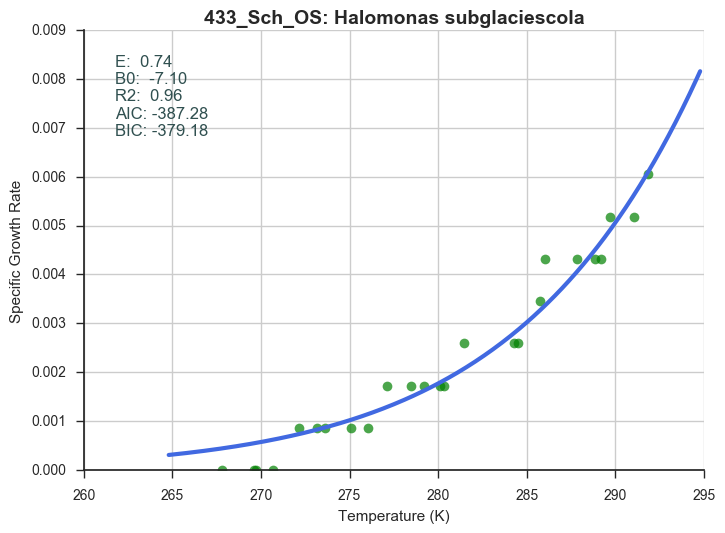 433_Sch_OS: Halomonas subglaciescola
E:  0.74
B0:  -7.10
R2:  0.96
AIC: -387.28
BIC: -379.18
Specific Growth Rate
0.009
0.008
0.007
0.006
0.005
0.004
0.003
0.002
0.001
0.000
260 265 270 275 280 285 290 295
Temperature (K)